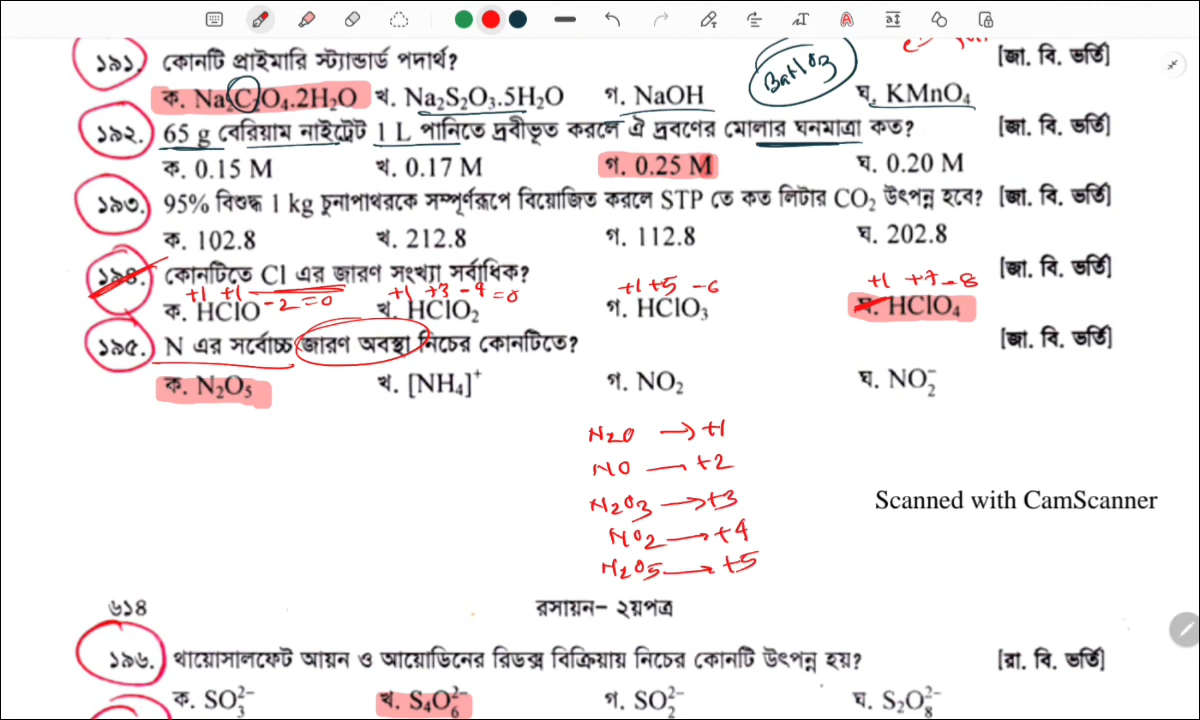 ১৯১. কোনটি প্রাইমারি স্ট্যান্ডার্ড পদার্থ? [জা. বি. ভর্তি]
ক. Na₂C₂O₄.2H₂O খ. Na₂S₂O₃.5H₂O গ. NaOH ঘ. KMnO₄
১৯২. 65 g বেরিয়াম নাইট্রেট 1 L পানিতে দ্রবীভূত করলে ঐ দ্রবণের মোলার ঘনমাত্রা কত? [জা. বি. ভর্তি]
ক. 0.15 M খ. 0.17 M গ. 0.25 M ঘ. 0.20 M
১৯৩. 95% বিশুদ্ধ 1 kg চুনাপাথরকে সম্পূর্ণরূপে বিয়োজিত করলে STP তে কত লিটার CO₂ উৎপন্ন হবে? [জা. বি. ভর্তি]
ক. 102.8 খ. 212.8 গ. 112.8 ঘ. 202.8
১৯৪. কোনটিতে Cl এর জারণ সংখ্যা সর্বাধিক? [জা. বি. ভর্তি]
+1 +1 -2=0 +1 +3 -4=0 +1+5 -6 +1 +7-8
ক. HClO খ. HClO₂ গ. HClO₃ ঘ. HClO₄
১৯৫. N এর সর্বোচ্চ জারণ অবস্থা নিচের কোনটিতে? [জা. বি. ভর্তি]
ক. N₂O₅ খ. [NH₄]⁺ গ. NO₂ ঘ. NO₂⁻
N₂O → +1
NO — +2
N₂O₃ → +3
NO₂ → +4
N₂O₅ → +5
Scanned with CamScanner
৬১৪ রসায়ন– ২য়পত্র
১৯৬. থায়োসালফেট আয়ন ও আয়োডিনের রিডক্স বিক্রিয়ায় নিচের কোনটি উৎপন্ন হয়? [রা. বি. ভর্তি]
ক. SO₃²⁻ খ. S₄O₆²⁻ গ. SO₂²⁻ ঘ. S₂O₈²⁻